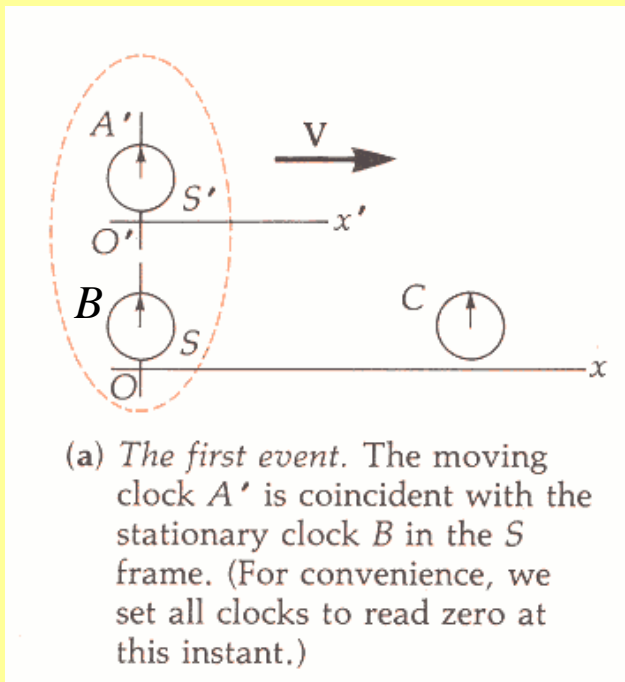 A'
V
S'
x'
O'
B
C
S
x
O
(a) The first event. The moving
clock A' is coincident with the
stationary clock B in the S
frame. (For convenience, we
set all clocks to read zero at
this instant.)